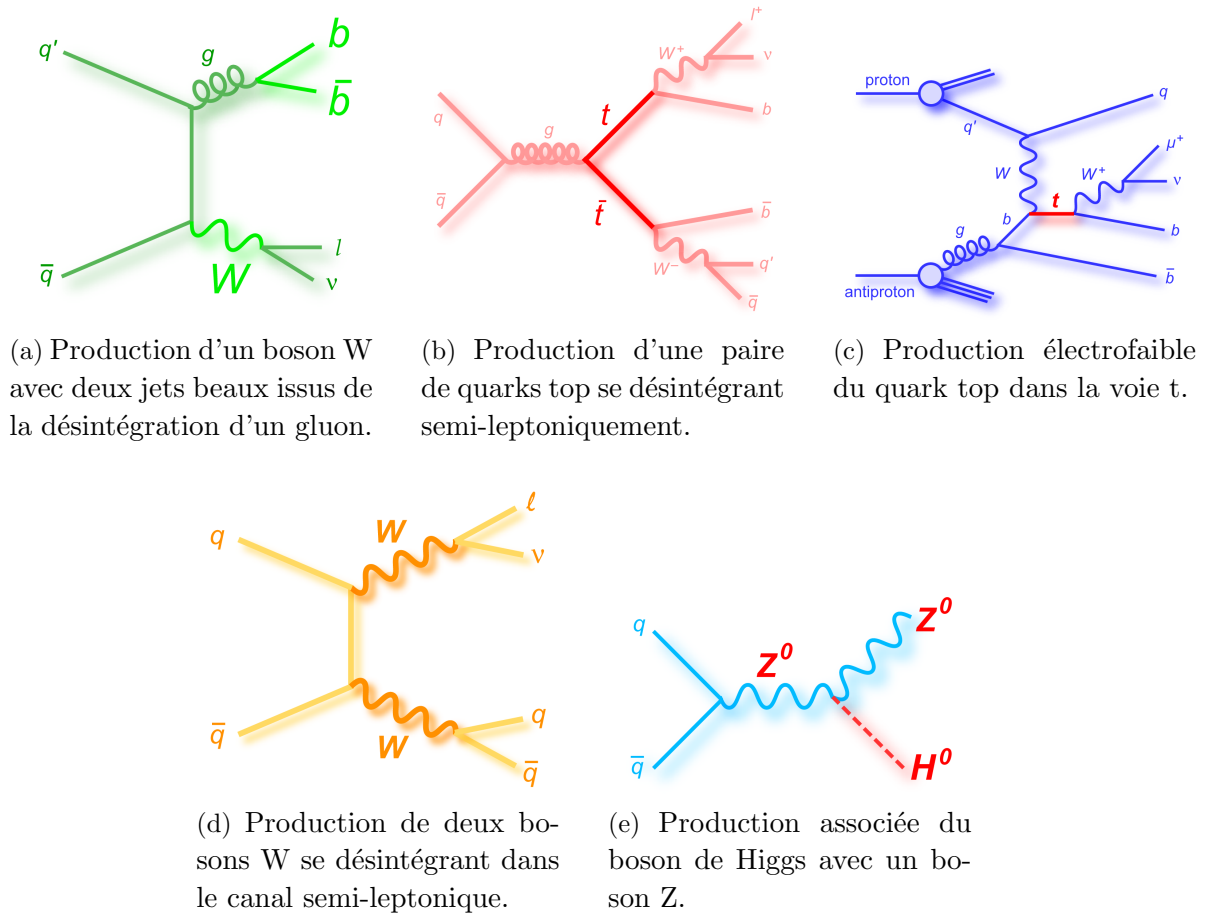 q'
g
b
b̄
q̄
W
l
ν
(a) Production d'un boson W
avec deux jets beaux issus de
la désintégration d'un gluon.
l+
W+
ν
t
b
q
g
q̄
t̄
b̄
W−
q'
q̄
(b) Production d'une paire
de quarks top se désintégrant
semi-leptoniquement.
proton
q
q'
μ+
W
W+
ν
t
b
b
g
b̄
antiproton
(c) Production électrofaible
du quark top dans la voie t.
ℓ
W
q
ν
q̄
q
W
q̄
(d) Production de deux bo-
sons W se désintégrant dans
le canal semi-leptonique.
Z0
q
Z0
q̄
H0
(e) Production associée du
boson de Higgs avec un bo-
son Z.